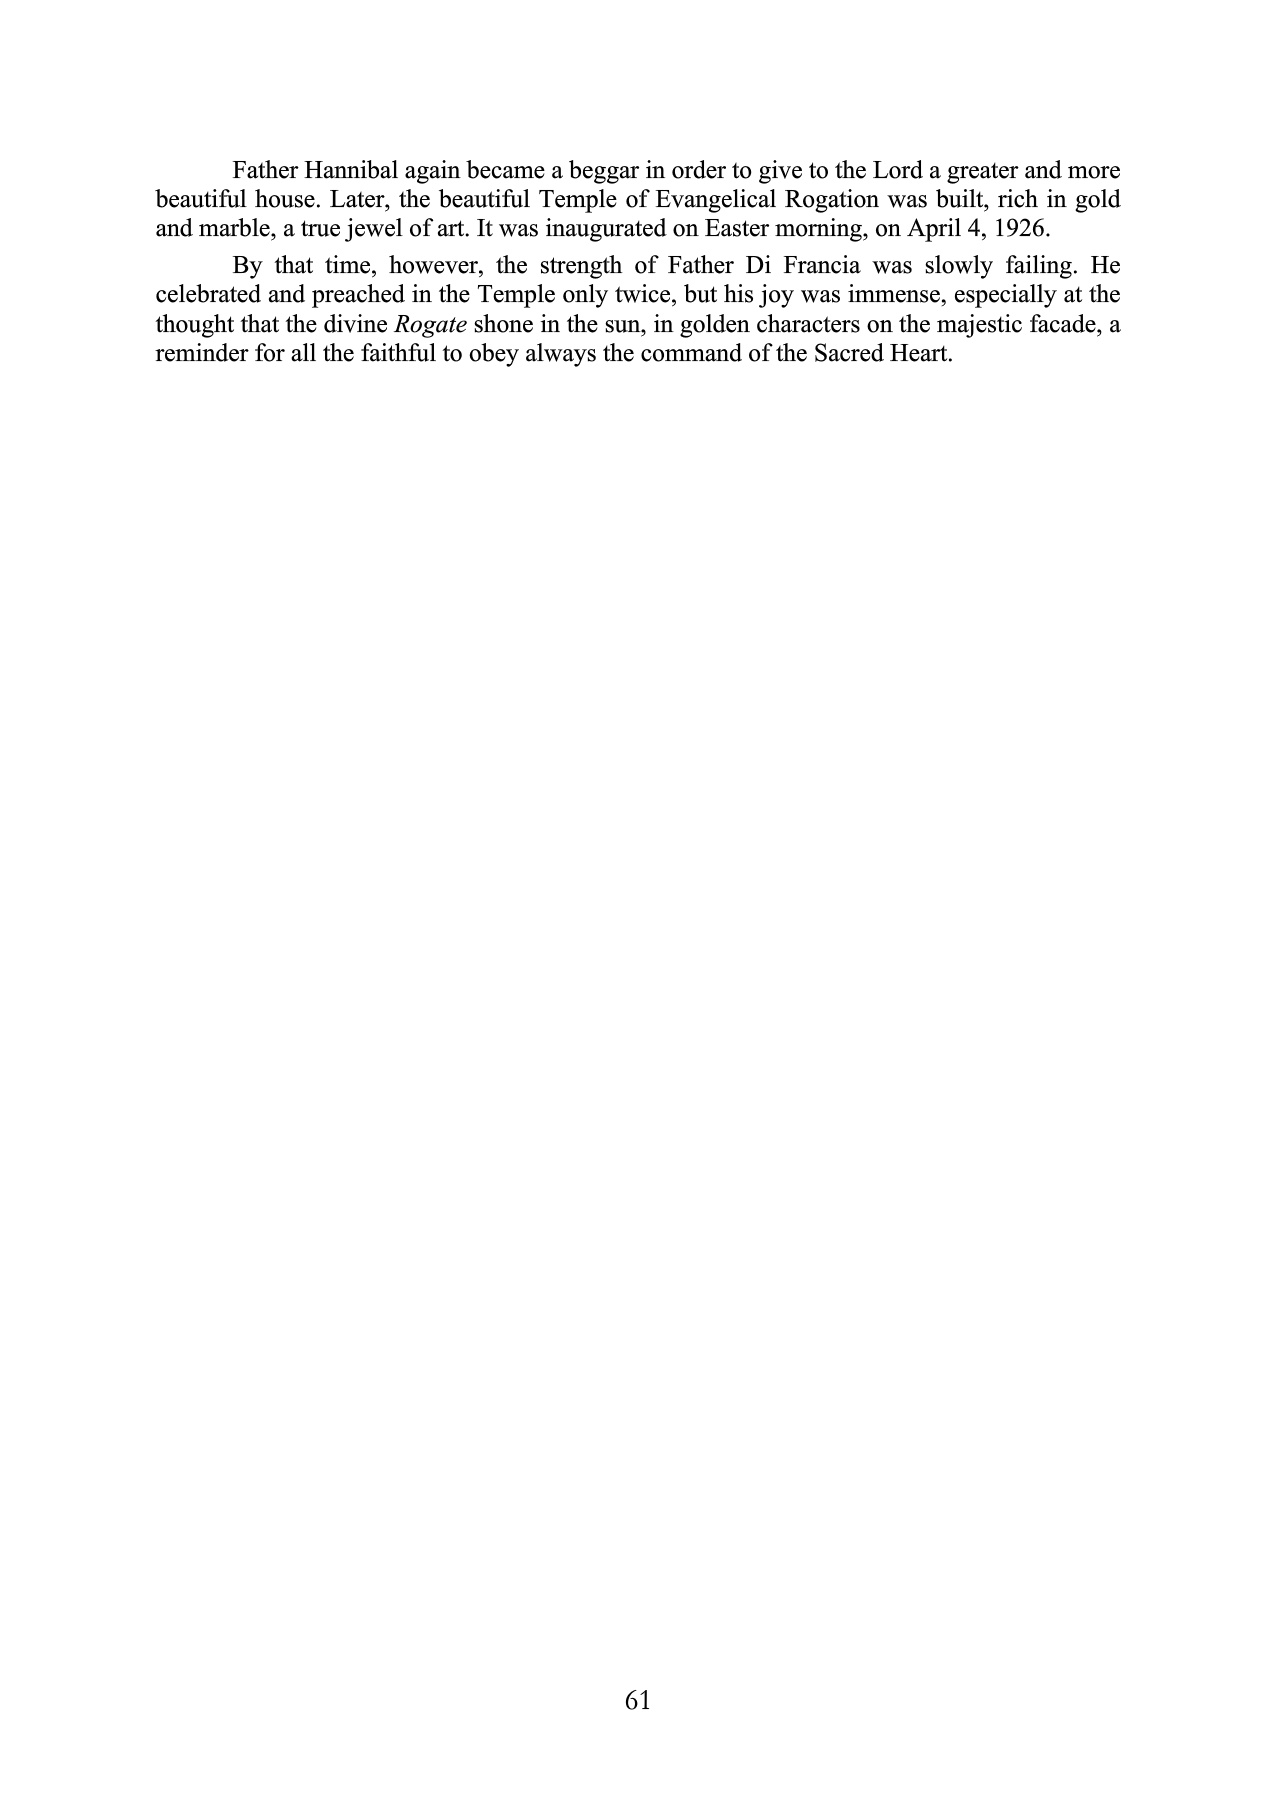 Father Hannibal again became a beggar in order to give to the Lord a greater and more
beautiful house. Later, the beautiful Temple of Evangelical Rogation was built, rich in gold
and marble, a true jewel of art. It was inaugurated on Easter morning, on April 4, 1926.
By that time, however, the strength of Father Di Francia was slowly failing. He
celebrated and preached in the Temple only twice, but his joy was immense, especially at the
thought that the divine Rogate shone in the sun, in golden characters on the majestic facade, a
reminder for all the faithful to obey always the command of the Sacred Heart.
61